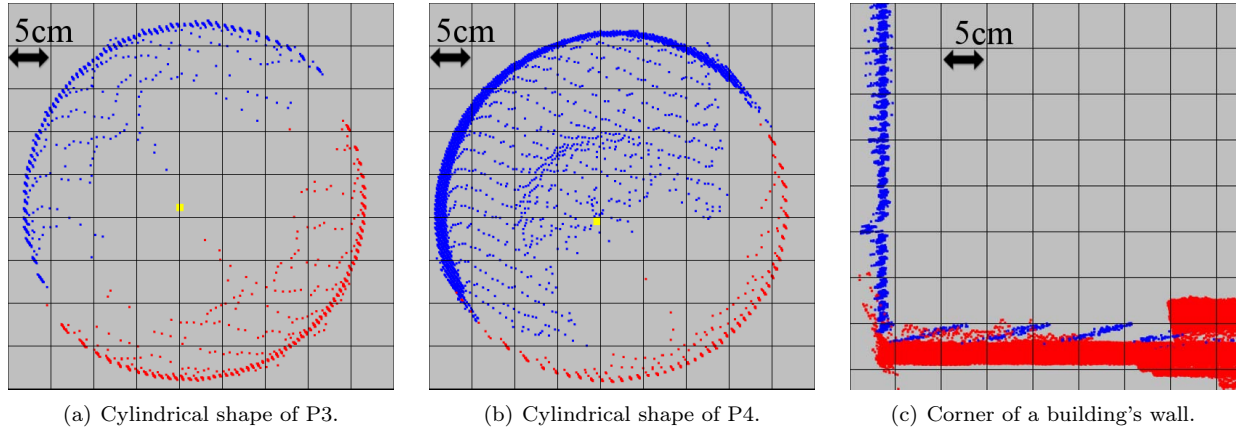 5cm
5cm
5cm
(a) Cylindrical shape of P3.
(b) Cylindrical shape of P4.
(c) Corner of a building's wall.